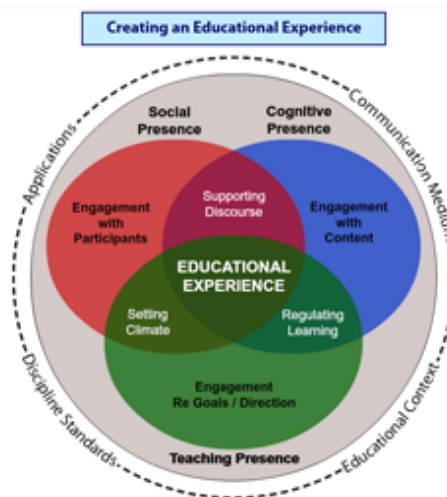 Creating an Educational Experience
Social
Presence
Cognitive
Presence
Applications
Communication Medium
Supporting
Discourse
Engagement
with
Participants
Engagement
with
Content
EDUCATIONAL
EXPERIENCE
Setting
Climate
Regulating
Learning
Engagement
Re Goals / Direction
Discipline Standards
Educational Context
Teaching Presence